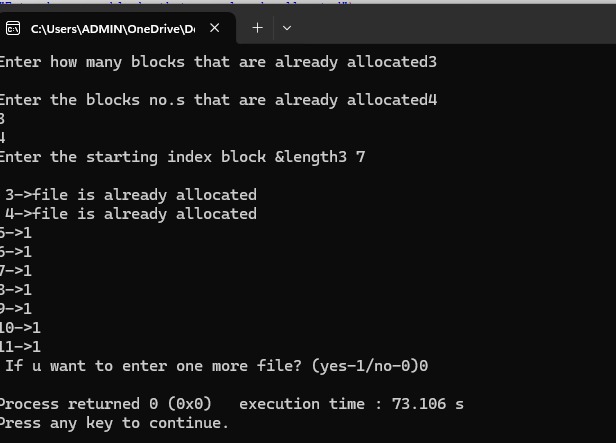 C:\Users\ADMIN\OneDrive\De
Enter how many blocks that are already allocated3
Enter the blocks no.s that are already allocated4
3
4
Enter the starting index block &length3 7
3->file is already allocated
4->file is already allocated
5->1
6->1
7->1
8->1
9->1
10->1
11->1
If u want to enter one more file? (yes-1/no-0)0
Process returned 0 (0x0)   execution time : 73.106 s
Press any key to continue.